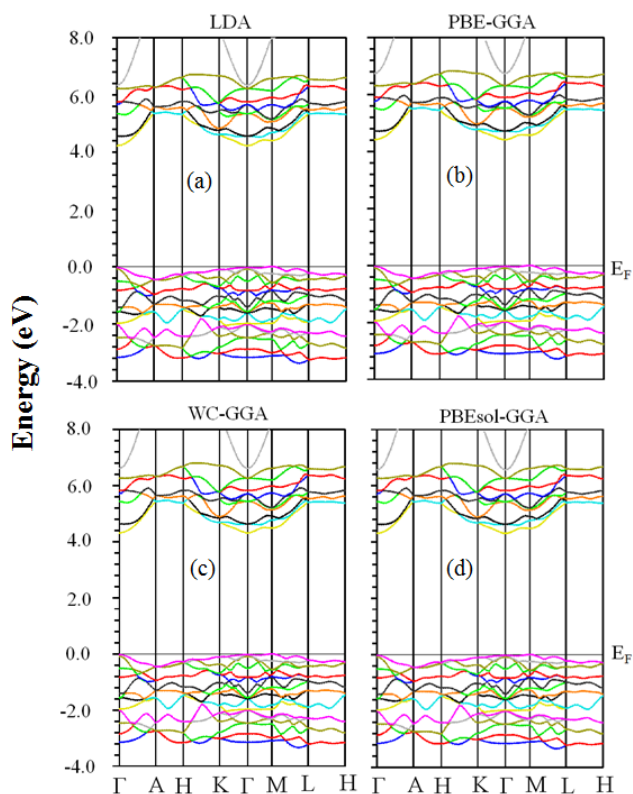 LDA PBE-GGA
8.0
6.0
4.0
2.0
0.0
-2.0
-4.0
(a) (b)
E_F
Energy (eV)
WC-GGA PBEsol-GGA
8.0
6.0
4.0
2.0
0.0
-2.0
-4.0
(c) (d)
E_F
Γ A H K Γ M L H Γ A H K Γ M L H